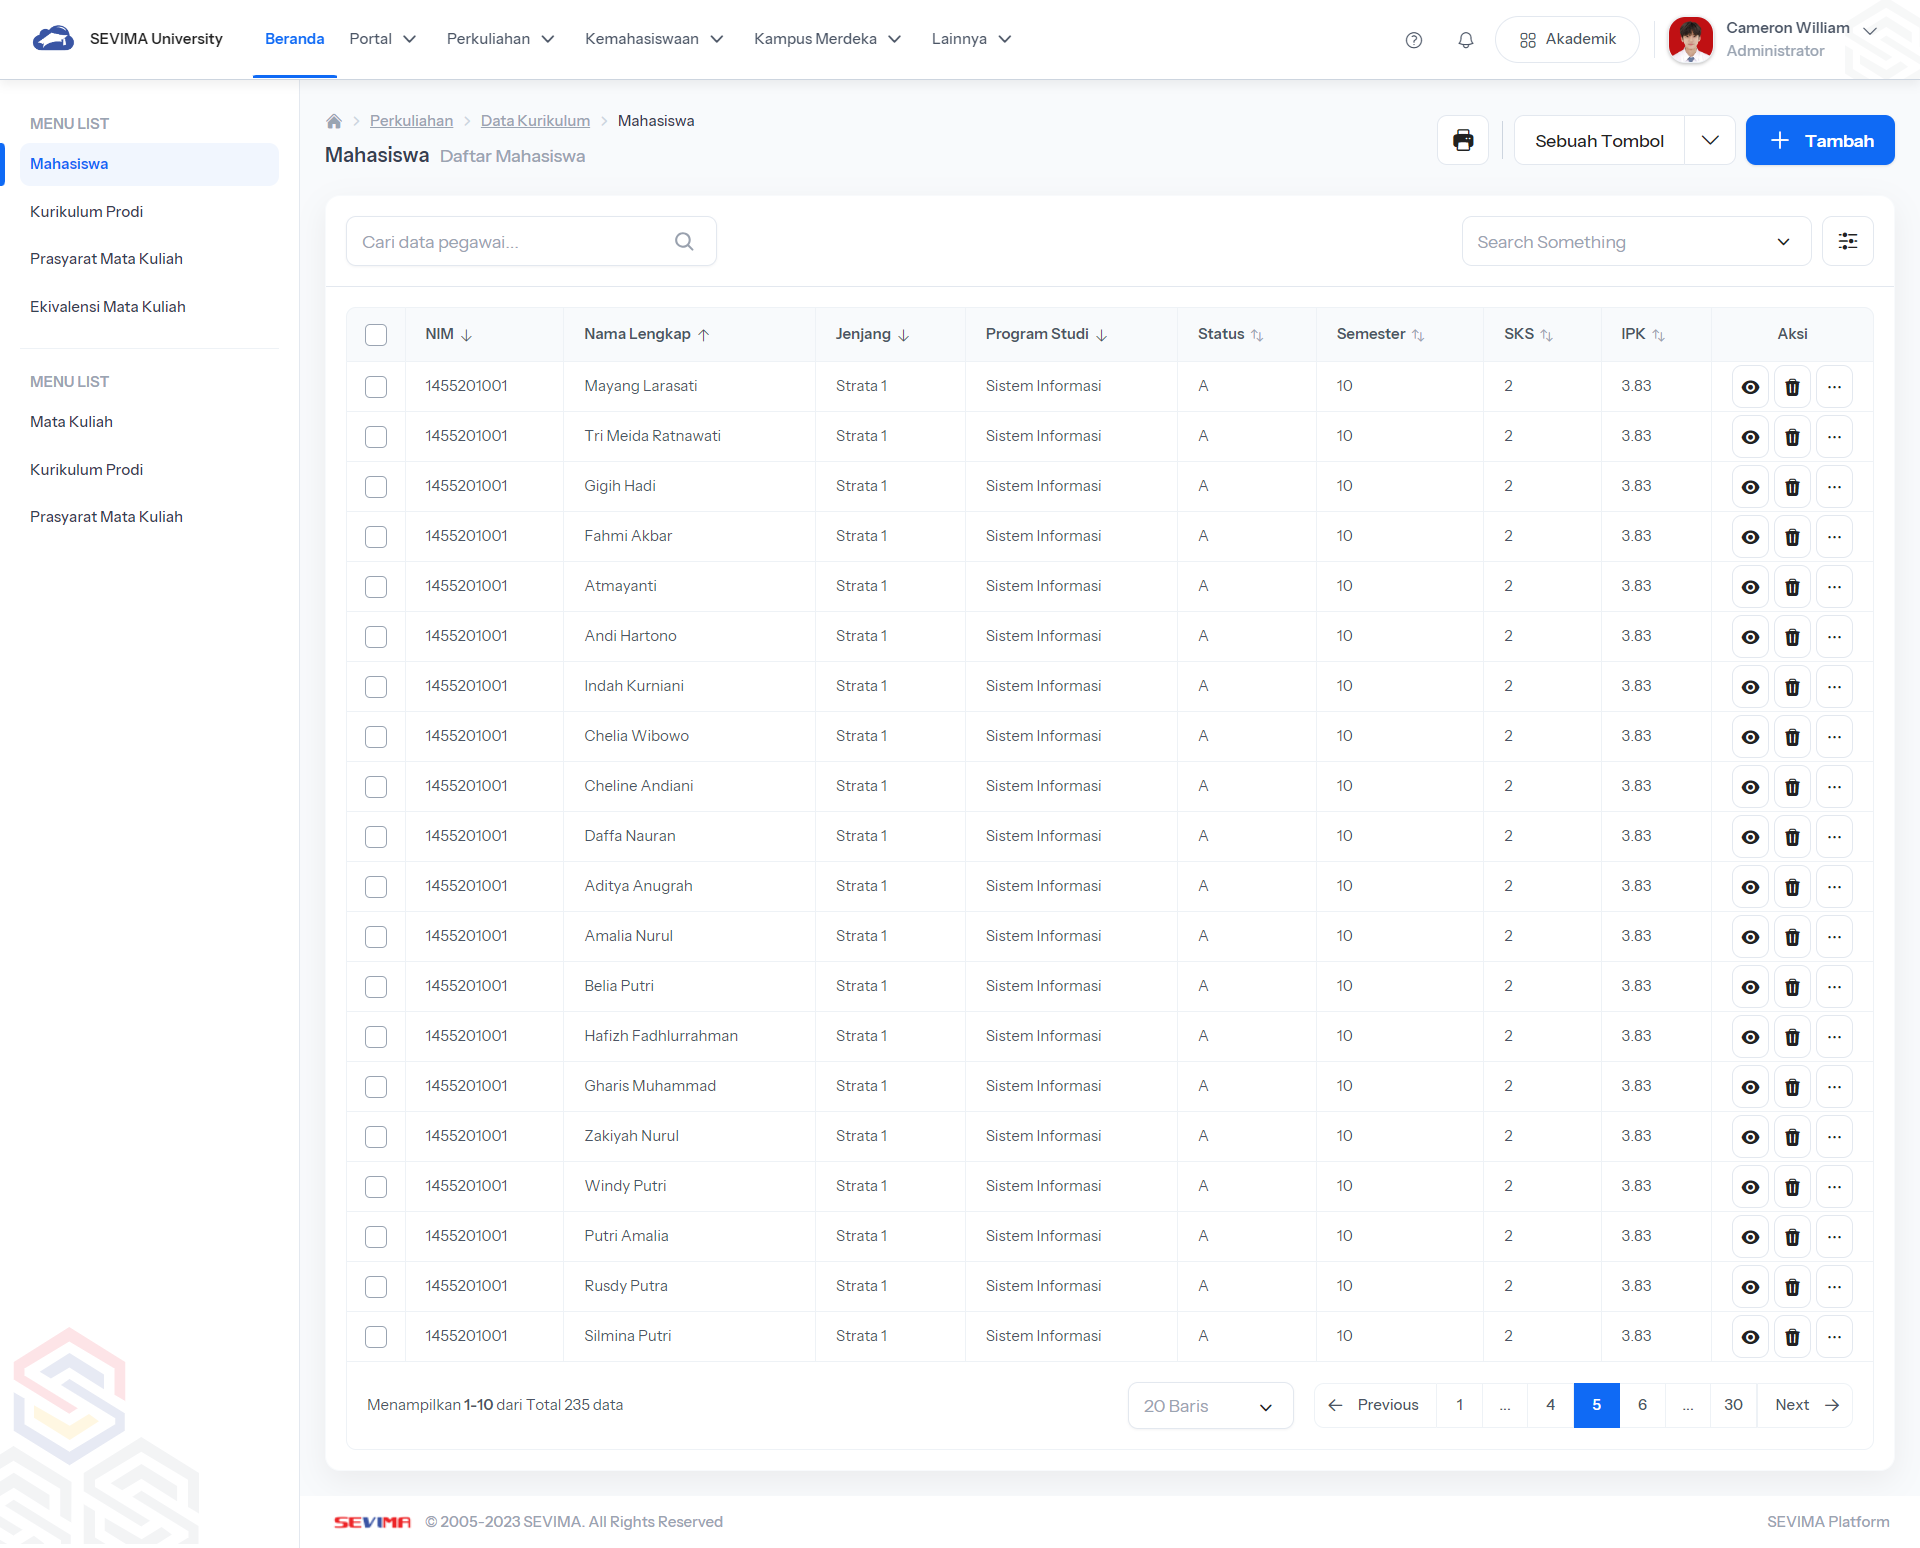 SEVIMA University
Beranda Portal Perkuliahan Kemahasiswaan Kampus Merdeka Lainnya
Akademik
Cameron William
Administrator
MENU LIST
Mahasiswa
Kurikulum Prodi
Prasyarat Mata Kuliah
Ekivalensi Mata Kuliah
MENU LIST
Mata Kuliah
Kurikulum Prodi
Prasyarat Mata Kuliah
Perkuliahan Data Kurikulum Mahasiswa
Mahasiswa Daftar Mahasiswa
Sebuah Tombol
Tambah
Cari data pegawai...
Search Something
NIM Nama Lengkap Jenjang Program Studi Status Semester SKS IPK Aksi
1455201001 Mayang Larasati Strata 1 Sistem Informasi A 10 2 3.83
1455201001 Tri Meida Ratnawati Strata 1 Sistem Informasi A 10 2 3.83
1455201001 Gigih Hadi Strata 1 Sistem Informasi A 10 2 3.83
1455201001 Fahmi Akbar Strata 1 Sistem Informasi A 10 2 3.83
1455201001 Atmayanti Strata 1 Sistem Informasi A 10 2 3.83
1455201001 Andi Hartono Strata 1 Sistem Informasi A 10 2 3.83
1455201001 Indah Kurniani Strata 1 Sistem Informasi A 10 2 3.83
1455201001 Chelia Wibowo Strata 1 Sistem Informasi A 10 2 3.83
1455201001 Cheline Andiani Strata 1 Sistem Informasi A 10 2 3.83
1455201001 Daffa Nauran Strata 1 Sistem Informasi A 10 2 3.83
1455201001 Aditya Anugrah Strata 1 Sistem Informasi A 10 2 3.83
1455201001 Amalia Nurul Strata 1 Sistem Informasi A 10 2 3.83
1455201001 Belia Putri Strata 1 Sistem Informasi A 10 2 3.83
1455201001 Hafizh Fadhlurrahman Strata 1 Sistem Informasi A 10 2 3.83
1455201001 Gharis Muhammad Strata 1 Sistem Informasi A 10 2 3.83
1455201001 Zakiyah Nurul Strata 1 Sistem Informasi A 10 2 3.83
1455201001 Windy Putri Strata 1 Sistem Informasi A 10 2 3.83
1455201001 Putri Amalia Strata 1 Sistem Informasi A 10 2 3.83
1455201001 Rusdy Putra Strata 1 Sistem Informasi A 10 2 3.83
1455201001 Silmina Putri Strata 1 Sistem Informasi A 10 2 3.83
Menampilkan 1-10 dari Total 235 data
20 Baris
Previous 1 ... 4 5 6 ... 30 Next
SEVIMA © 2005-2023 SEVIMA. All Rights Reserved
SEVIMA Platform